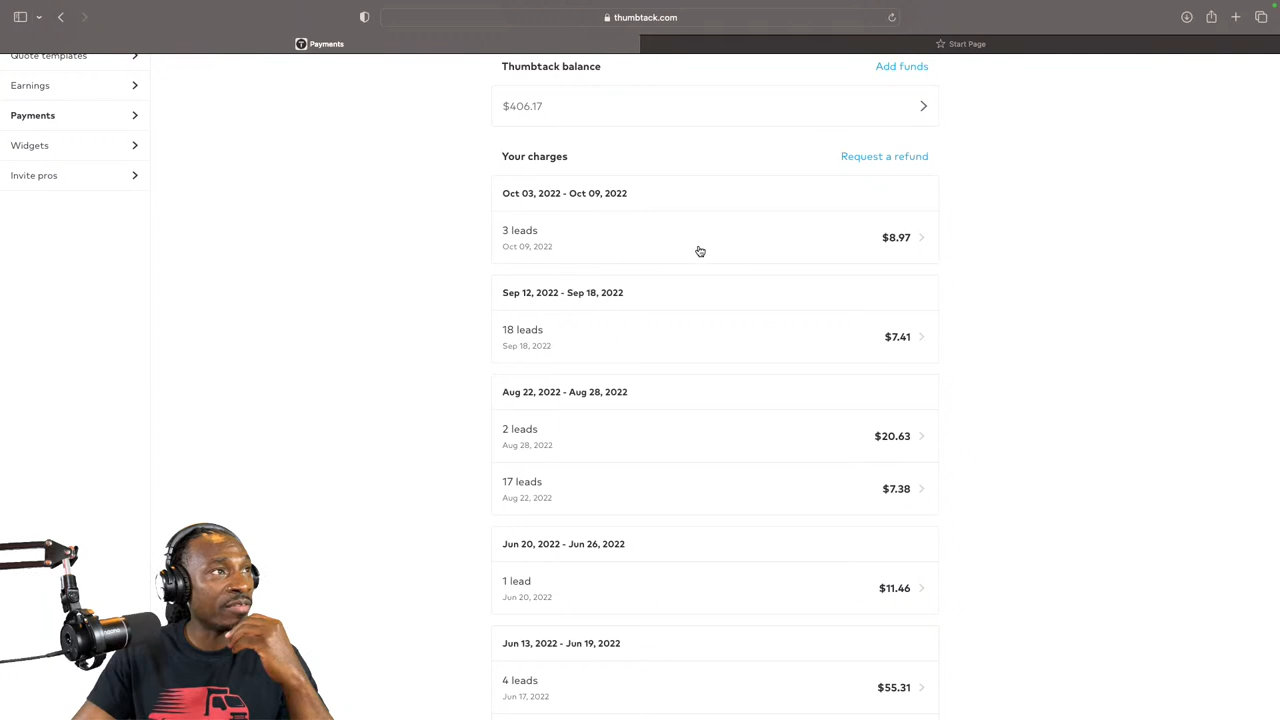 thumbtack.com
Payments
Start Page
Quote templates
Earnings
Payments
Widgets
Invite pros
Thumbtack balance
Add funds
$406.17
Your charges
Request a refund
Oct 03, 2022 - Oct 09, 2022
3 leads
$8.97
Oct 09, 2022
Sep 12, 2022 - Sep 18, 2022
18 leads
$7.41
Sep 18, 2022
Aug 22, 2022 - Aug 28, 2022
2 leads
$20.63
Aug 28, 2022
17 leads
$7.38
Aug 22, 2022
Jun 20, 2022 - Jun 26, 2022
1 lead
$11.46
Jun 20, 2022
Jun 13, 2022 - Jun 19, 2022
4 leads
$55.31
Jun 17, 2022